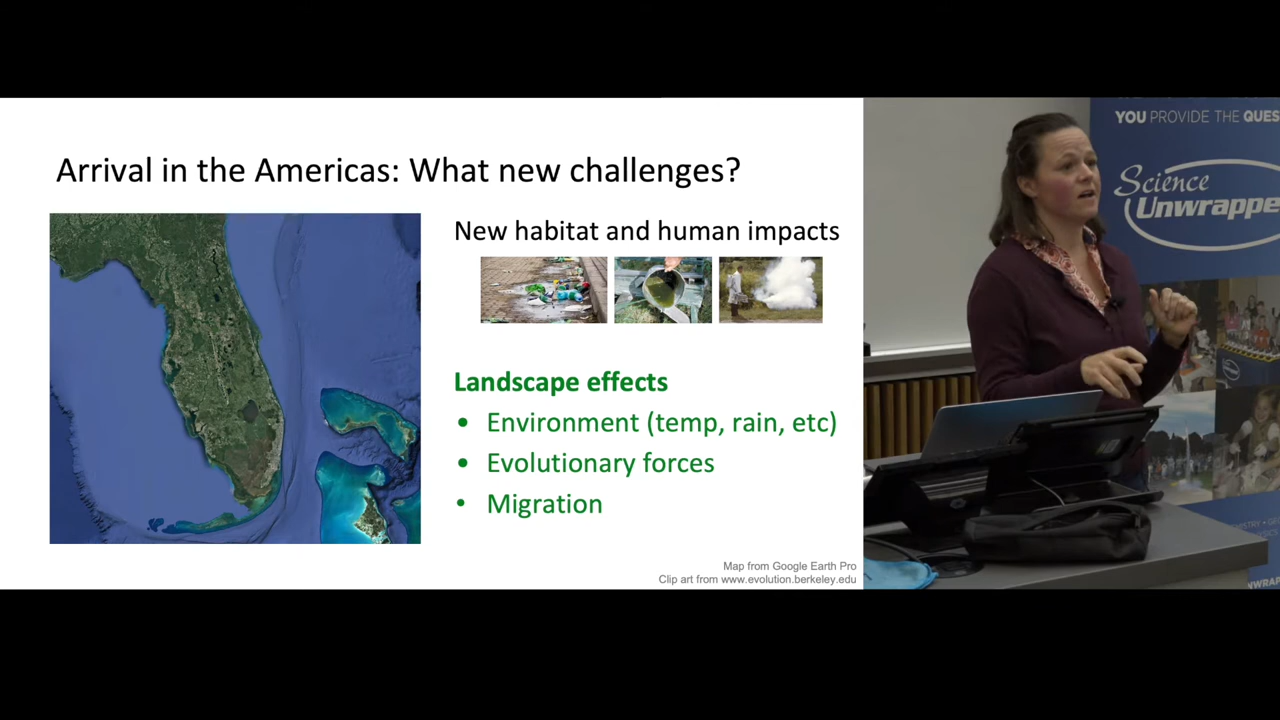 Arrival in the Americas: What new challenges?
New habitat and human impacts
Landscape effects
• Environment (temp, rain, etc)
• Evolutionary forces
• Migration
Map from Google Earth Pro
Clip art from www.evolution.berkeley.edu
YOU PROVIDE THE QUES
Science
Unwrappe